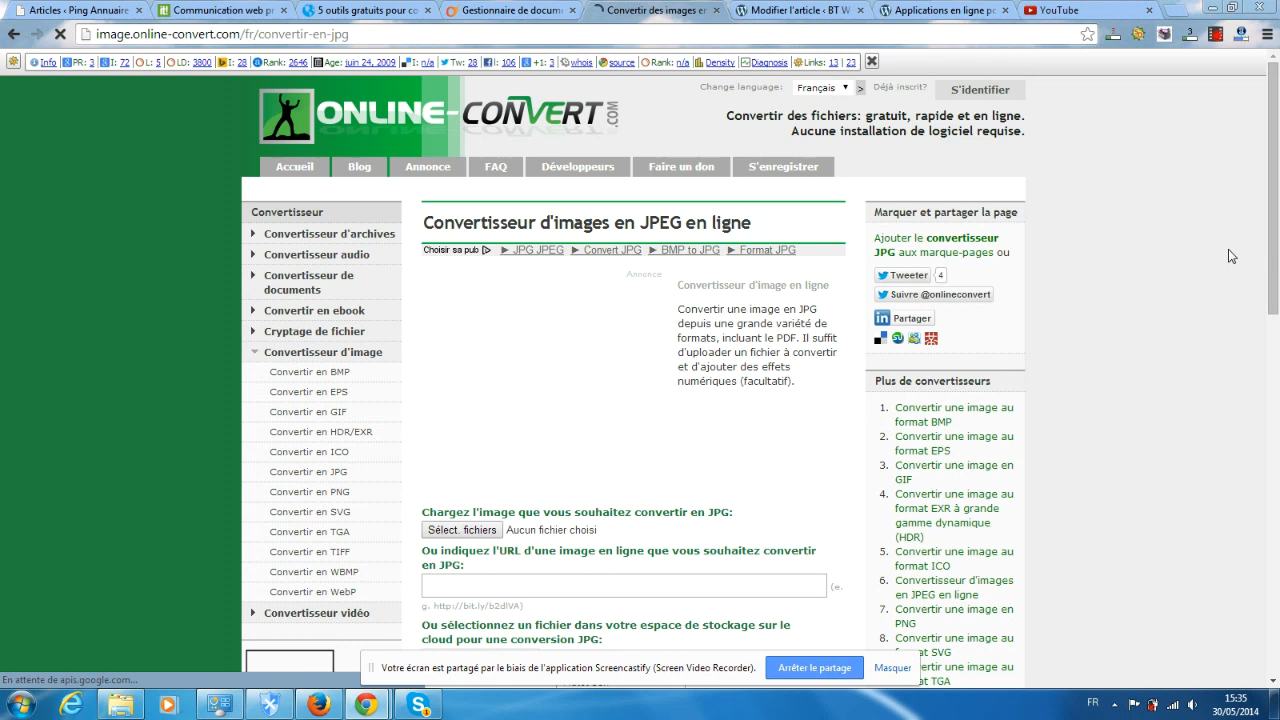 Articles ‹ Ping Annuaire
Communication web pr
5 outils gratuits pour co
Gestionnaire de docume
Convertir des images en
Modifier l'article ‹ BT W
Applications en ligne po
YouTube
image.online-convert.com/fr/convertir-en-jpg
Info
PR: 3
I: 72
L: 5
LD: 3800
I: 28
Rank: 2646
Age: juin 24, 2009
I: n/a
Tw: 28
I: 106
+1: 3
whois
source
Rank: n/a
Density
Diagnosis
Links: 13 | 23
Change language:
Français
>
Déjà inscrit?
S'identifier
ONLINE-CONVERT.COM
Convertir des fichiers: gratuit, rapide et en ligne.
Aucune installation de logiciel requise.
Accueil
Blog
Annonce
FAQ
Développeurs
Faire un don
S'enregistrer
Convertisseur
Convertisseur d'archives
Convertisseur audio
Convertisseur de
documents
Convertir en ebook
Cryptage de fichier
Convertisseur d'image
Convertir en BMP
Convertir en EPS
Convertir en GIF
Convertir en HDR/EXR
Convertir en ICO
Convertir en JPG
Convertir en PNG
Convertir en SVG
Convertir en TGA
Convertir en TIFF
Convertir en WBMP
Convertir en WebP
Convertisseur vidéo
Convertisseur d'images en JPEG en ligne
Choisir sa pub
► JPG JPEG
► Convert JPG
► BMP to JPG
► Format JPG
Annonce
Convertisseur d'image en ligne
Convertir une image en JPG
depuis une grande variété de
formats, incluant le PDF. Il suffit
d'uploader un fichier à convertir
et d'ajouter des effets
numériques (facultatif).
Chargez l'image que vous souhaitez convertir en JPG:
Sélect. fichiers
Aucun fichier choisi
Ou indiquez l'URL d'une image en ligne que vous souhaitez convertir
en JPG:
(e.
g. http://bit.ly/b2dlVA)
Ou sélectionnez un fichier dans votre espace de stockage sur le
cloud pour une conversion JPG:
Marquer et partager la page
Ajouter le convertisseur
JPG aux marque-pages ou
Tweeter
4
Suivre @onlineconvert
Partager
Plus de convertisseurs
1. Convertir une image au
format BMP
2. Convertir une image au
format EPS
3. Convertir une image en
GIF
4. Convertir une image au
format EXR à grande
gamme dynamique
(HDR)
5. Convertir une image au
format ICO
6. Convertisseur d'images
en JPEG en ligne
7. Convertir une image en
PNG
8. Convertir une image au
format SVG
Convertir une image au
format TGA
Votre écran est partagé par le biais de l'application Screencastify (Screen Video Recorder).
Arrêter le partage
Masquer
En attente de apis.google.com...
FR
15:35
30/05/2014